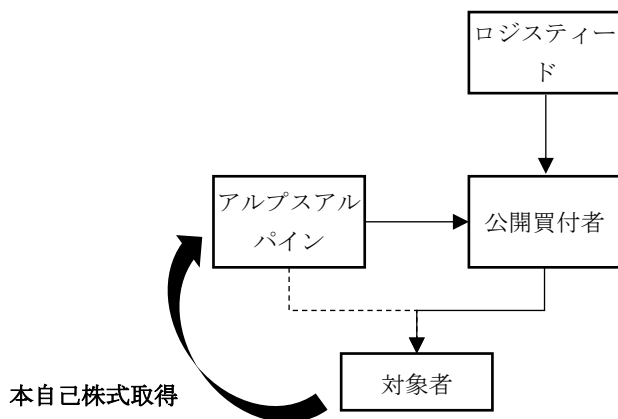 ロジスティー
ド
アルプスアル
パイン
公開買付者
対象者
本自己株式取得